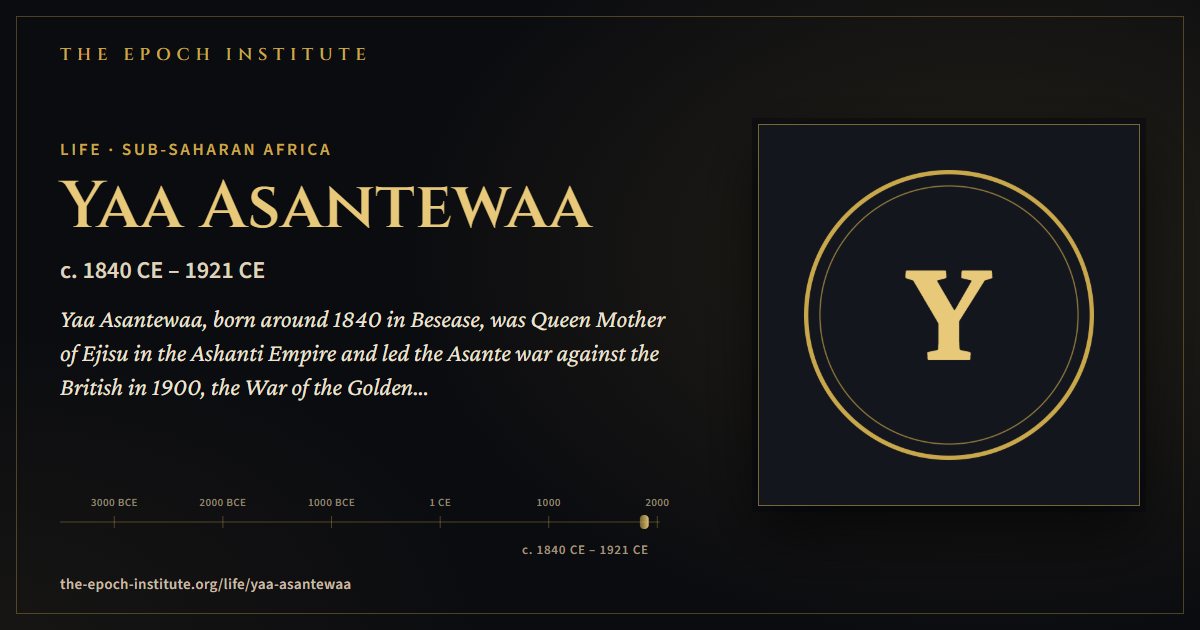 THE EPOCH INSTITUTE
LIFE · SUB-SAHARAN AFRICA
YAA ASANTEWAA
c. 1840 CE – 1921 CE
Yaa Asantewaa, born around 1840 in Besease, was Queen Mother
of Ejisu in the Ashanti Empire and led the Asante war against the
British in 1900, the War of the Golden...
Y
3000 BCE 2000 BCE 1000 BCE 1 CE 1000 2000
c. 1840 CE – 1921 CE
the-epoch-institute.org/life/yaa-asantewaa